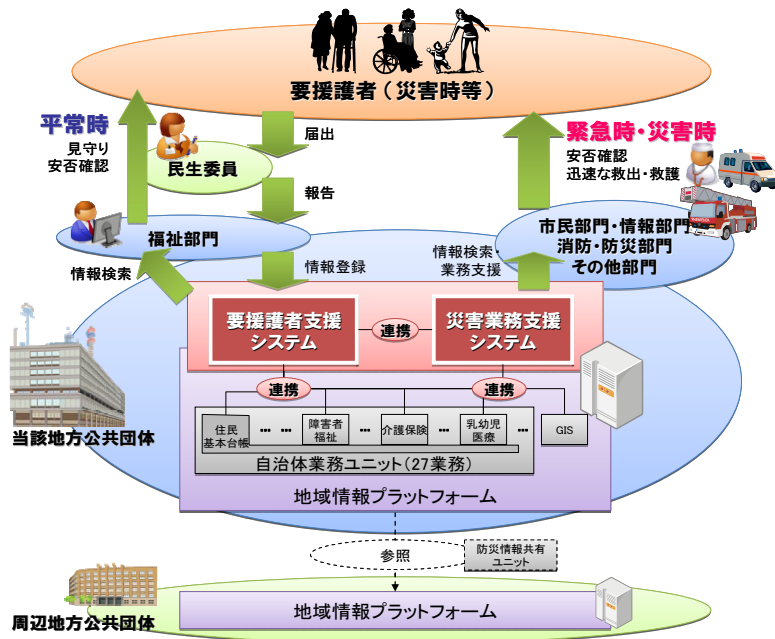 要援護者（災害時等）
平常時
見守り
安否確認
届出
民生委員
報告
緊急時・災害時
安否確認
迅速な救出・救護
福祉部門
市民部門・情報部門
消防・防災部門
その他部門
情報検索
情報登録
情報検索・
業務支援
要援護者支援
システム
連携
災害業務支援
システム
連携
連携
住民
基本台帳
… …
障害者
福祉
…
介護保険
…
乳幼児
医療
…
GIS
自治体業務ユニット（27業務）
当該地方公共団体
地域情報プラットフォーム
参照
防災情報共有
ユニット
周辺地方公共団体
地域情報プラットフォーム